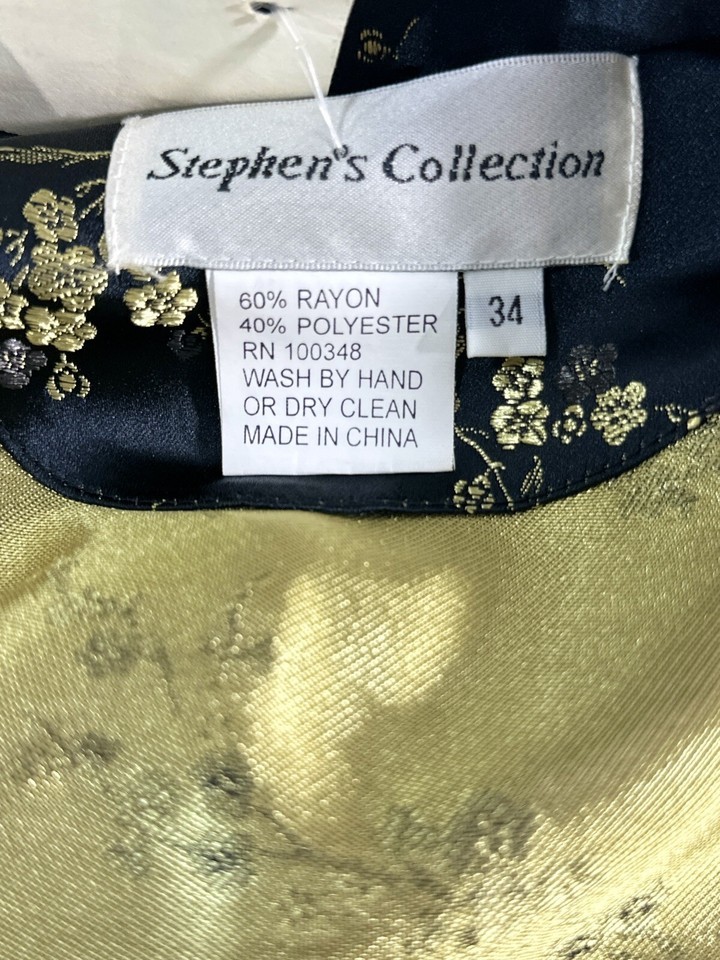 Stephen's Collection
60% RAYON
40% POLYESTER
RN 100348
WASH BY HAND
OR DRY CLEAN
MADE IN CHINA
34